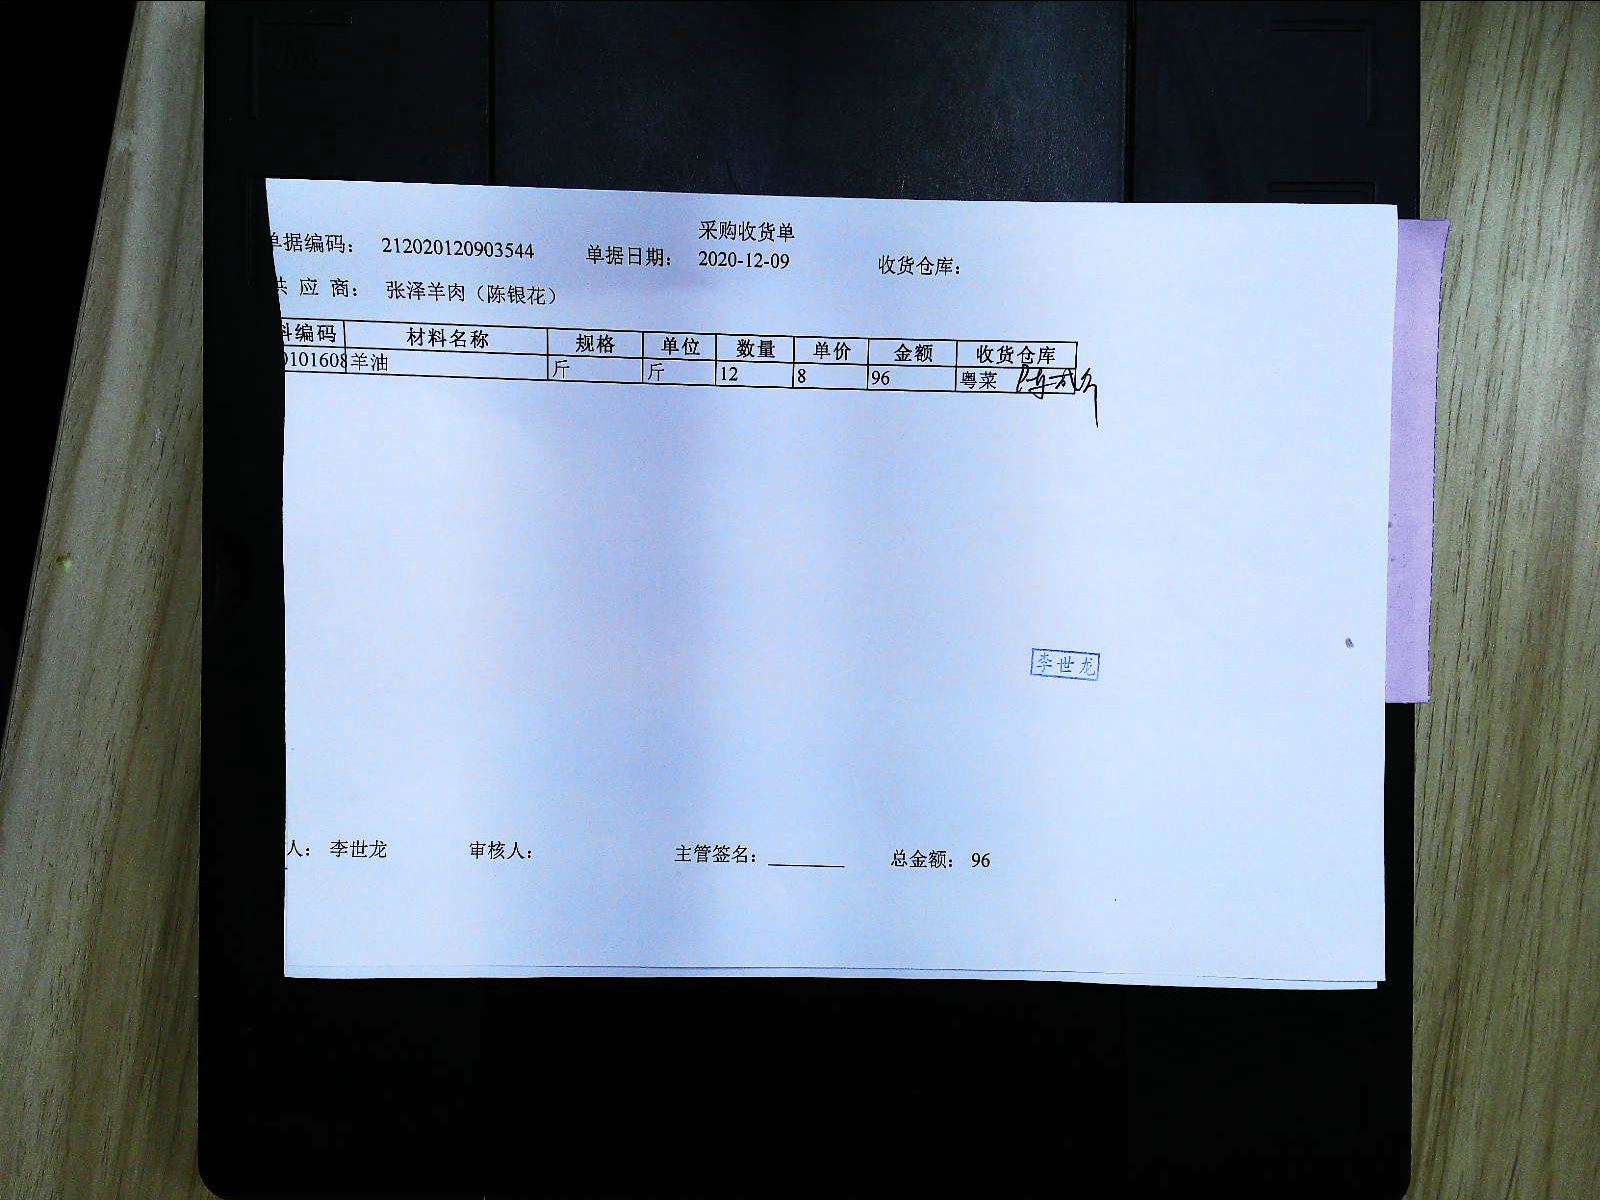 采购收货单
单据编码： 212020120903544 单据日期： 2020-12-09 收货仓库：
供 应 商： 张泽羊肉（陈银花）
料编码 材料名称 规格 单位 数量 单价 金额 收货仓库
0101608 羊油 斤 斤 12 8 96 粤菜
李世龙
人： 李世龙 审核人： 主管签名： 总金额： 96